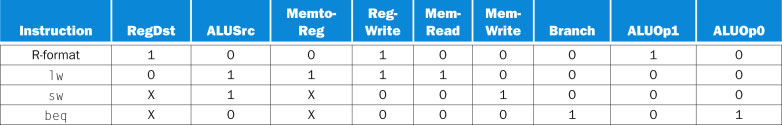 Instruction RegDst ALUSrc Memto-Reg Reg-Write Mem-Read Mem-Write Branch ALUOp1 ALUOp0
R-format 1 0 0 1 0 0 0 1 0
lw 0 1 1 1 1 0 0 0 0
sw X 1 X 0 0 1 0 0 0
beq X 0 X 0 0 0 1 0 1